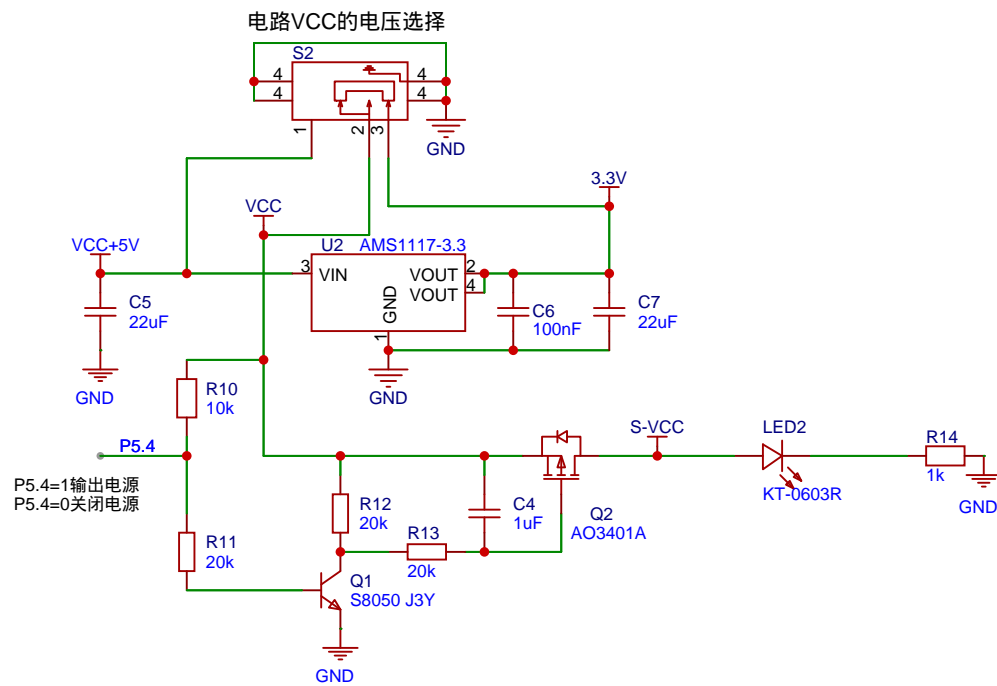 电路VCC的电压选择
S2
4
4
4
4
1
2
3
GND
3.3V
VCC
VCC+5V
U2
AMS1117-3.3
3
VIN
VOUT
2
VOUT
4
GND
1
C5
22uF
C6
100nF
C7
22uF
GND
GND
R10
10k
P5.4
P5.4=1输出电源
P5.4=0关闭电源
S-VCC
LED2
KT-0603R
R14
1k
GND
R12
20k
C4
1uF
Q2
AO3401A
R11
20k
R13
20k
Q1
S8050 J3Y
GND